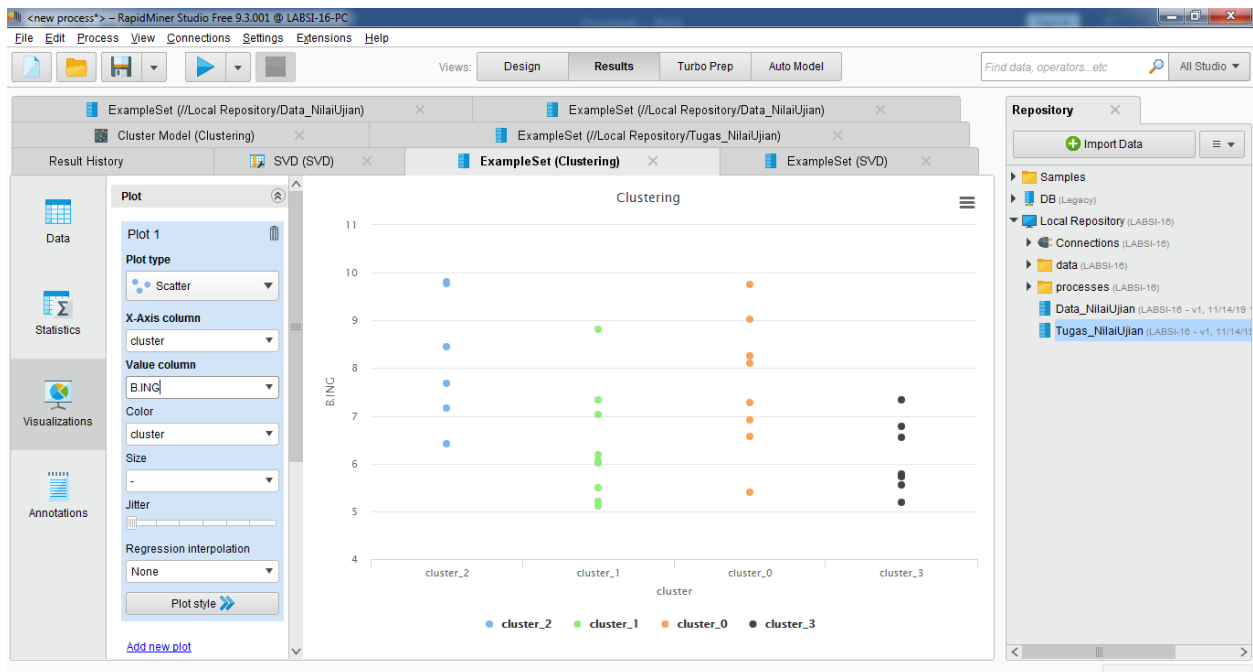 <new process*> – RapidMiner Studio Free 9.3.001 @ LABSI-16-PC
File Edit Process View Connections Settings Extensions Help
Views: Design Results Turbo Prep Auto Model
Find data, operators...etc All Studio
ExampleSet (//Local Repository/Data_NilaiUjian)
ExampleSet (//Local Repository/Data_NilaiUjian)
Cluster Model (Clustering)
ExampleSet (//Local Repository/Tugas_NilaiUjian)
Result History
SVD (SVD)
ExampleSet (Clustering)
ExampleSet (SVD)
Data
Statistics
Visualizations
Annotations
Plot
Plot 1
Plot type
Scatter
X-Axis column
cluster
Value column
B.ING
Color
cluster
Size
-
Jitter
Regression interpolation
None
Plot style
Add new plot
Clustering
11
10
9
8
7
6
5
4
B.ING
cluster_2 cluster_1 cluster_0 cluster_3
cluster
cluster_2 cluster_1 cluster_0 cluster_3
Repository
Import Data
Samples
DB (Legacy)
Local Repository (LABSI-16)
Connections (LABSI-16)
data (LABSI-16)
processes (LABSI-16)
Data_NilaiUjian (LABSI-16 - v1, 11/14/19
Tugas_NilaiUjian (LABSI-16 - v1, 11/14/19